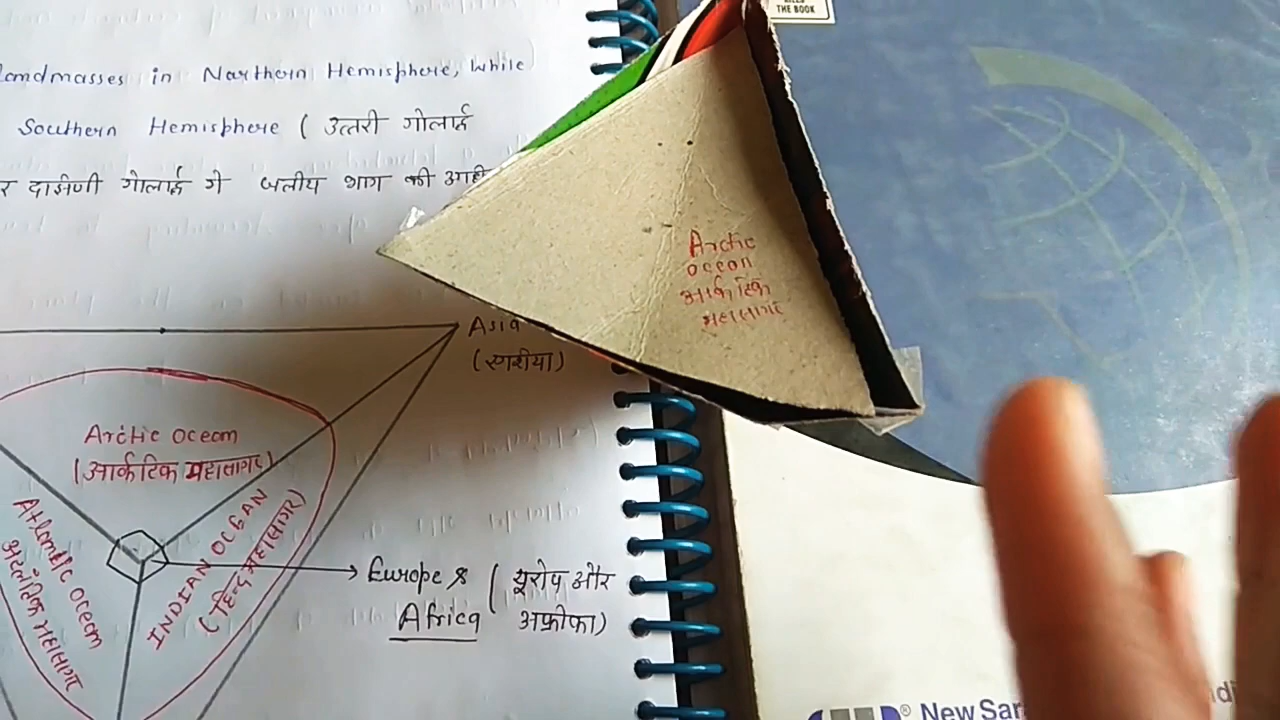 landmasses in Narthern Hemisphere, while
Southern Hemisphere ( उत्तरी गोलार्द्ध
र दक्षिणी गोलार्द्ध में जलीय भाग की
THE BOOK
Arctic
ocean
आर्कटिक
महासागर
Asia
(एशिया)
Arctic Ocean
(आर्कटिक महासागर)
Atlantic ocean
अटलांटिक महासागर
INDIAN OCEAN
(हिन्द महासागर)
Europe & (यूरोप और
Africa अफ्रीका)
New Sar